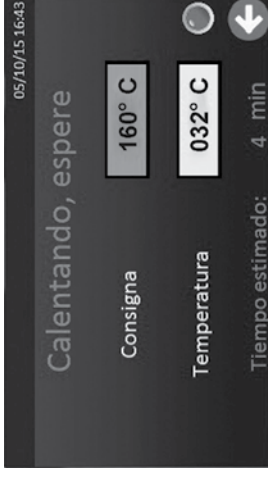 05/10/15 16:43
Calentando, espere
Consigna 160° C
Temperatura 032° C
Tiempo estimado: 4 min